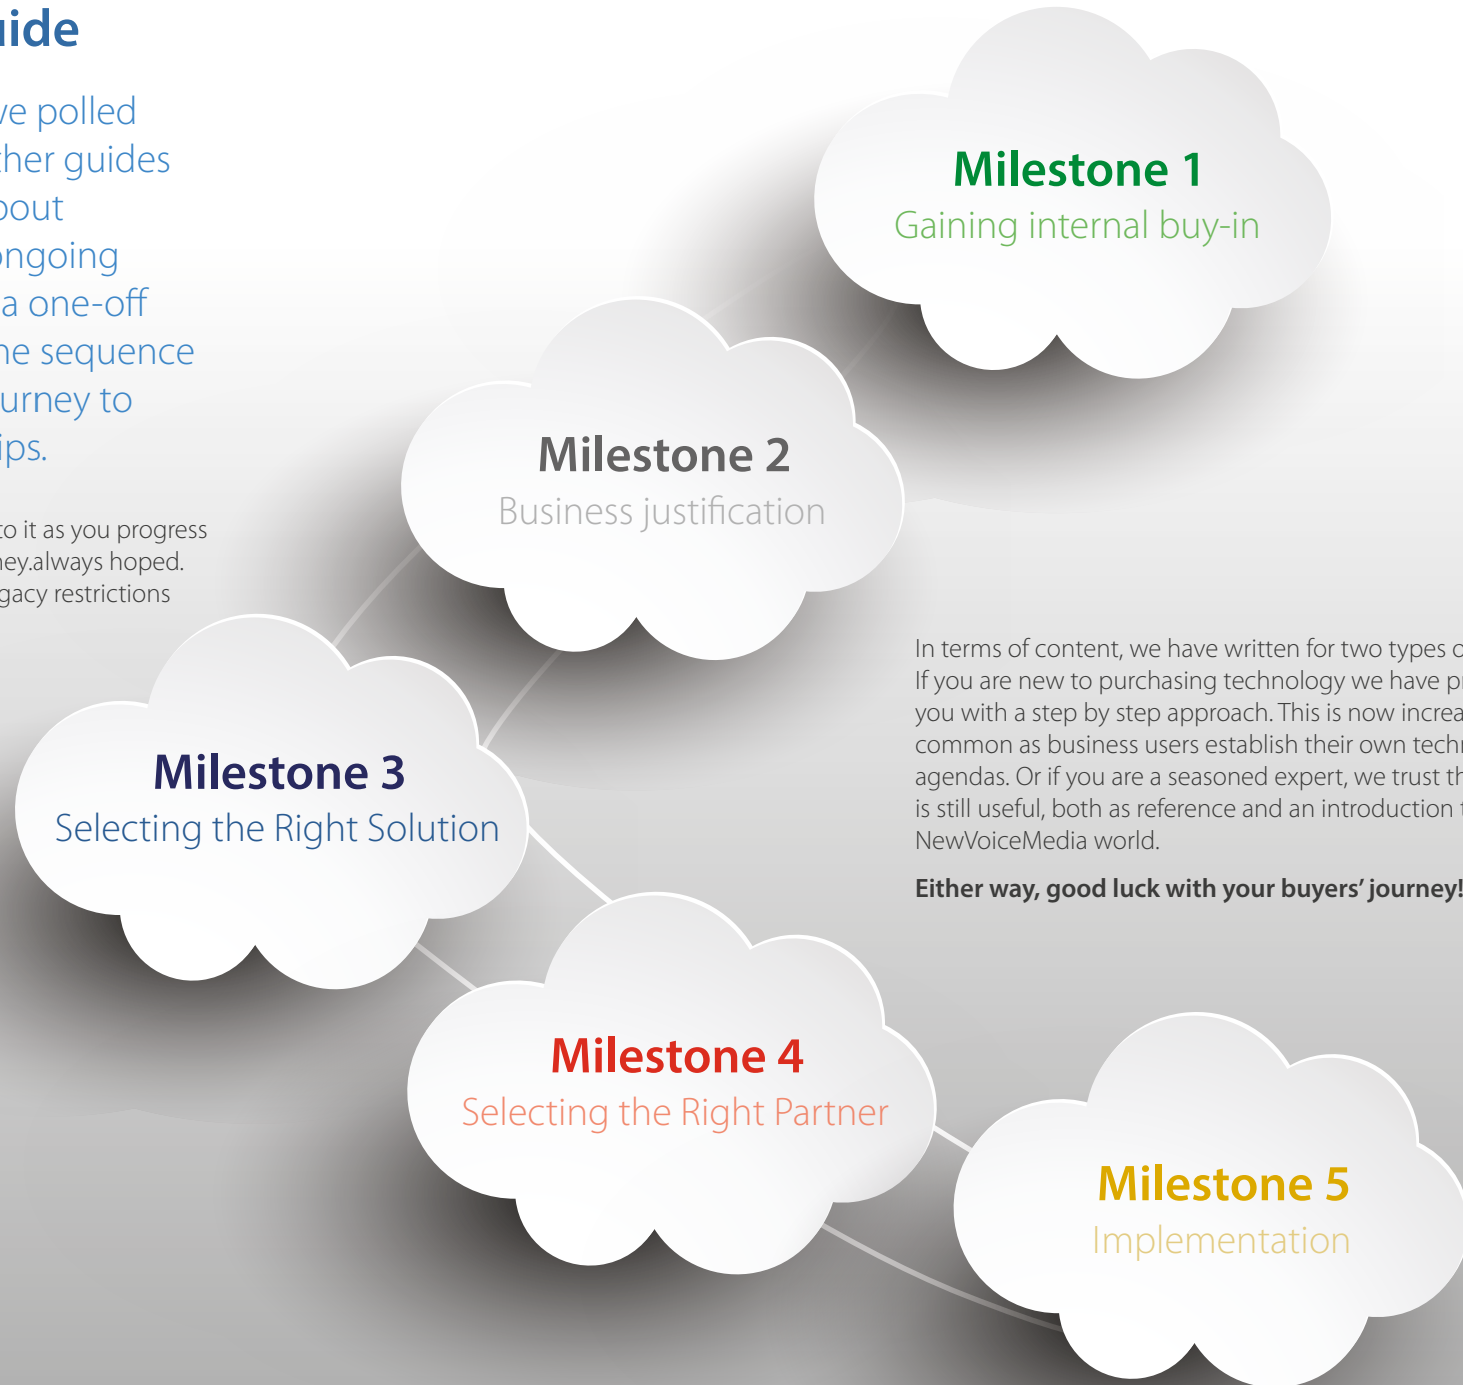 uide
ve polled
ther guides
bout
ongoing
a one-off
he sequence
urney to
ips.
to it as you progress
ney.always hoped.
gacy restrictions
Milestone 1
Gaining internal buy-in
Milestone 2
Business justification
Milestone 3
Selecting the Right Solution
In terms of content, we have written for two types o
If you are new to purchasing technology we have pr
you with a step by step approach. This is now increa
common as business users establish their own techn
agendas. Or if you are a seasoned expert, we trust th
is still useful, both as reference and an introduction t
NewVoiceMedia world.
Either way, good luck with your buyers’ journey!
Milestone 4
Selecting the Right Partner
Milestone 5
Implementation